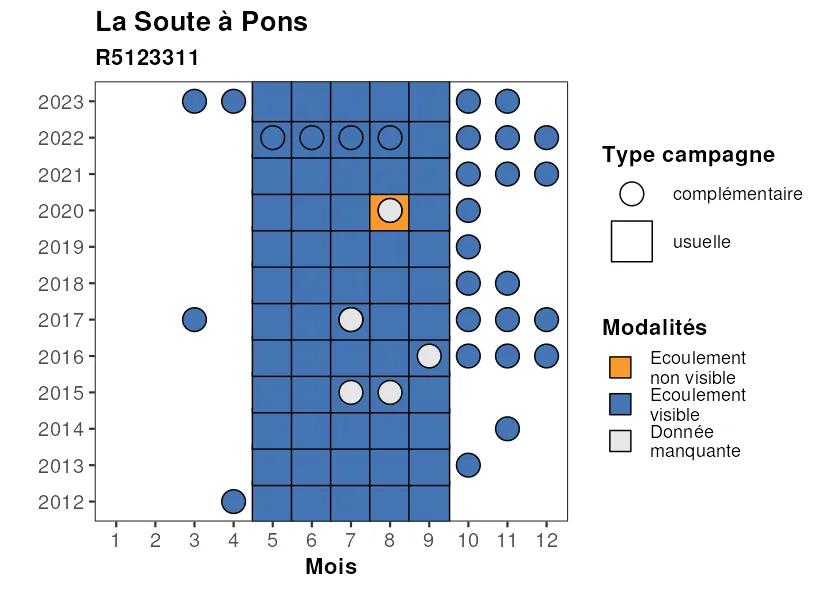 La Soute à Pons
R5123311
2023
2022
2021
2020
2019
2018
2017
2016
2015
2014
2013
2012
1 2 3 4 5 6 7 8 9 10 11 12
Mois
Type campagne
complémentaire
usuelle
Modalités
Ecoulement
non visible
Ecoulement
visible
Donnée
manquante